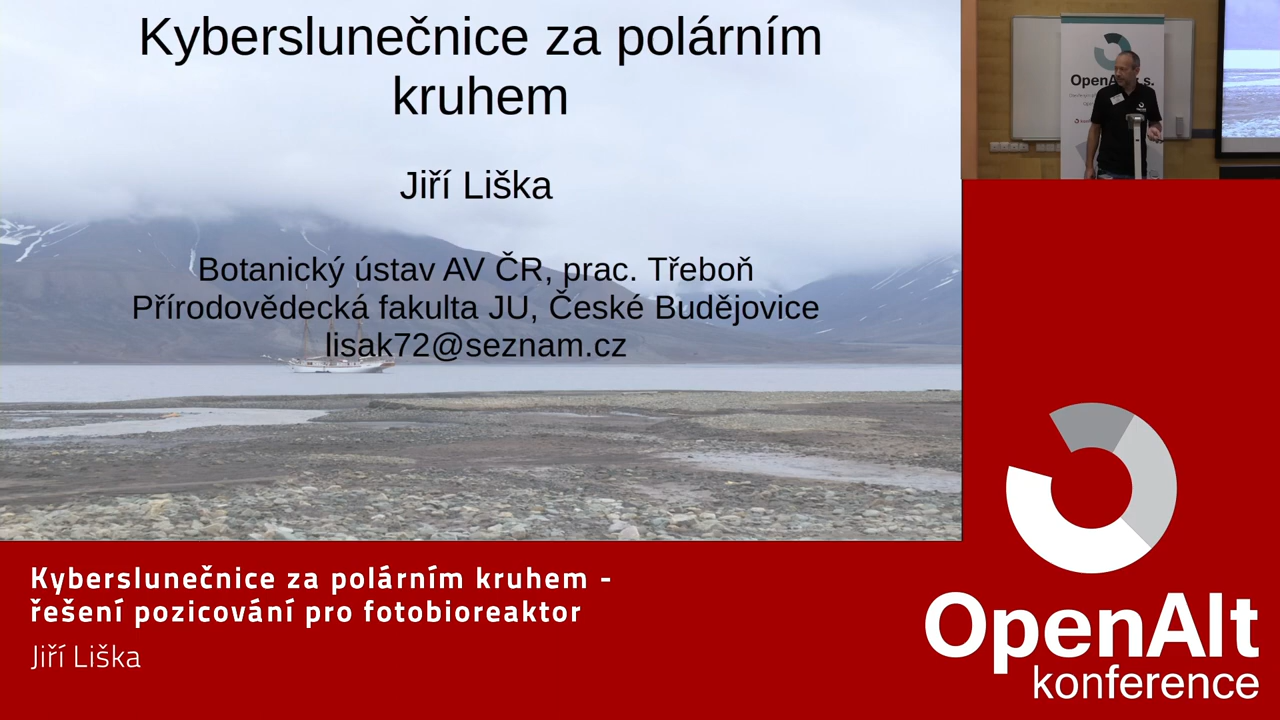 Kyberslunečnice za polárním
kruhem
Jiří Liška
Botanický ústav AV ČR, prac. Třeboň
Přírodovědecká fakulta JU, České Budějovice
lisak72@seznam.cz
Kyberslunečnice za polárním kruhem -
řešení pozicování pro fotobioreaktor
Jiří Liška
OpenAlt
konference